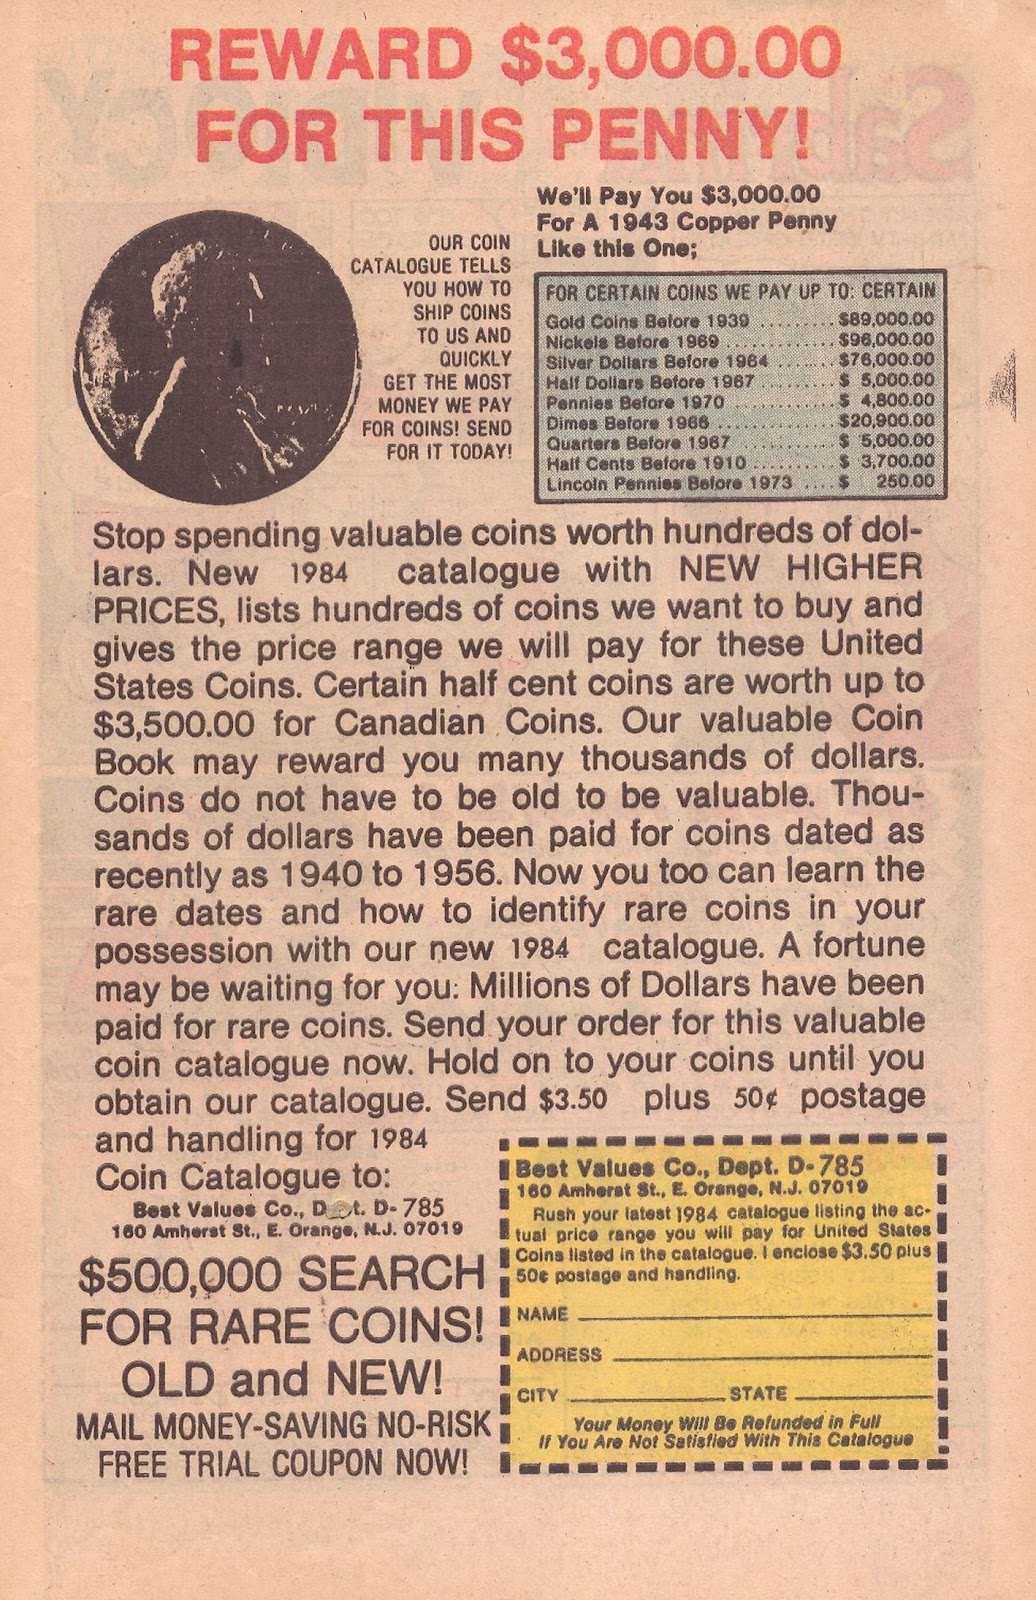 REWARD $3,000.00
FOR THIS PENNY!
We'll Pay You $3,000.00
For A 1943 Copper Penny
Like this One;
OUR COIN
CATALOGUE TELLS
YOU HOW TO
SHIP COINS
TO US AND
QUICKLY
GET THE MOST
MONEY WE PAY
FOR COINS! SEND
FOR IT TODAY!
FOR CERTAIN COINS WE PAY UP TO: CERTAIN
Gold Coins Before 1939 ......... $89,000.00
Nickels Before 1969 ............. $96,000.00
Silver Dollars Before 1964 ....... $76,000.00
Half Dollars Before 1967 ......... $ 5,000.00
Pennies Before 1970 ............. $ 4,800.00
Dimes Before 1966 .............. $20,900.00
Quarters Before 1967 ........... $ 5,000.00
Half Cents Before 1910 .......... $ 3,700.00
Lincoln Pennies Before 1973 .... $ 250.00
Stop spending valuable coins worth hundreds of dol-
lars. New 1984 catalogue with NEW HIGHER
PRICES, lists hundreds of coins we want to buy and
gives the price range we will pay for these United
States Coins. Certain half cent coins are worth up to
$3,500.00 for Canadian Coins. Our valuable Coin
Book may reward you many thousands of dollars.
Coins do not have to be old to be valuable. Thou-
sands of dollars have been paid for coins dated as
recently as 1940 to 1956. Now you too can learn the
rare dates and how to identify rare coins in your
possession with our new 1984 catalogue. A fortune
may be waiting for you: Millions of Dollars have been
paid for rare coins. Send your order for this valuable
coin catalogue now. Hold on to your coins until you
obtain our catalogue. Send $3.50 plus 50¢ postage
and handling for 1984
Coin Catalogue to:
Best Values Co., D t. D-785
160 Amherst St., E. Orange, N.J. 07019
$500,000 SEARCH
FOR RARE COINS!
OLD and NEW!
MAIL MONEY-SAVING NO-RISK
FREE TRIAL COUPON NOW!
Best Values Co., Dept. D-785
160 Amherst St., E. Orange, N.J. 07019
Rush your latest 1984 catalogue listing the ac-
tual price range you will pay for United States
Coins listed in the catalogue. I enclose $3.50 plus
50¢ postage and handling.
NAME
ADDRESS
CITY STATE
Your Money Will Be Refunded in Full
If You Are Not Satisfied With This Catalogue